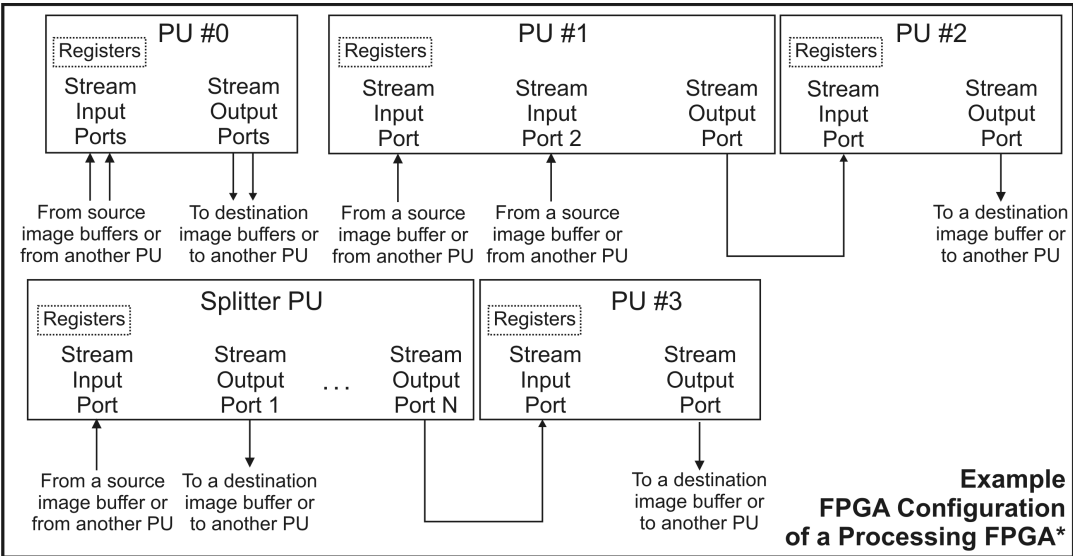 PU #0
Registers
Stream
Input
Ports
Stream
Output
Ports
From source
image buffers or
from another PU
To destination
image buffers or
to another PU
PU #1
Registers
Stream
Input
Port
Stream
Input
Port 2
Stream
Output
Port
From a source
image buffer or
from another PU
From a source
image buffer or
from another PU
PU #2
Registers
Stream
Input
Port
Stream
Output
Port
To a destination
image buffer or
to another PU
Splitter PU
Registers
Stream
Input
Port
Stream
Output
Port 1
...
Stream
Output
Port N
From a source
image buffer or
from another PU
To a destination
image buffer or
to another PU
PU #3
Registers
Stream
Input
Port
Stream
Output
Port
To a destination
image buffer or
to another PU
Example
FPGA Configuration
of a Processing FPGA*